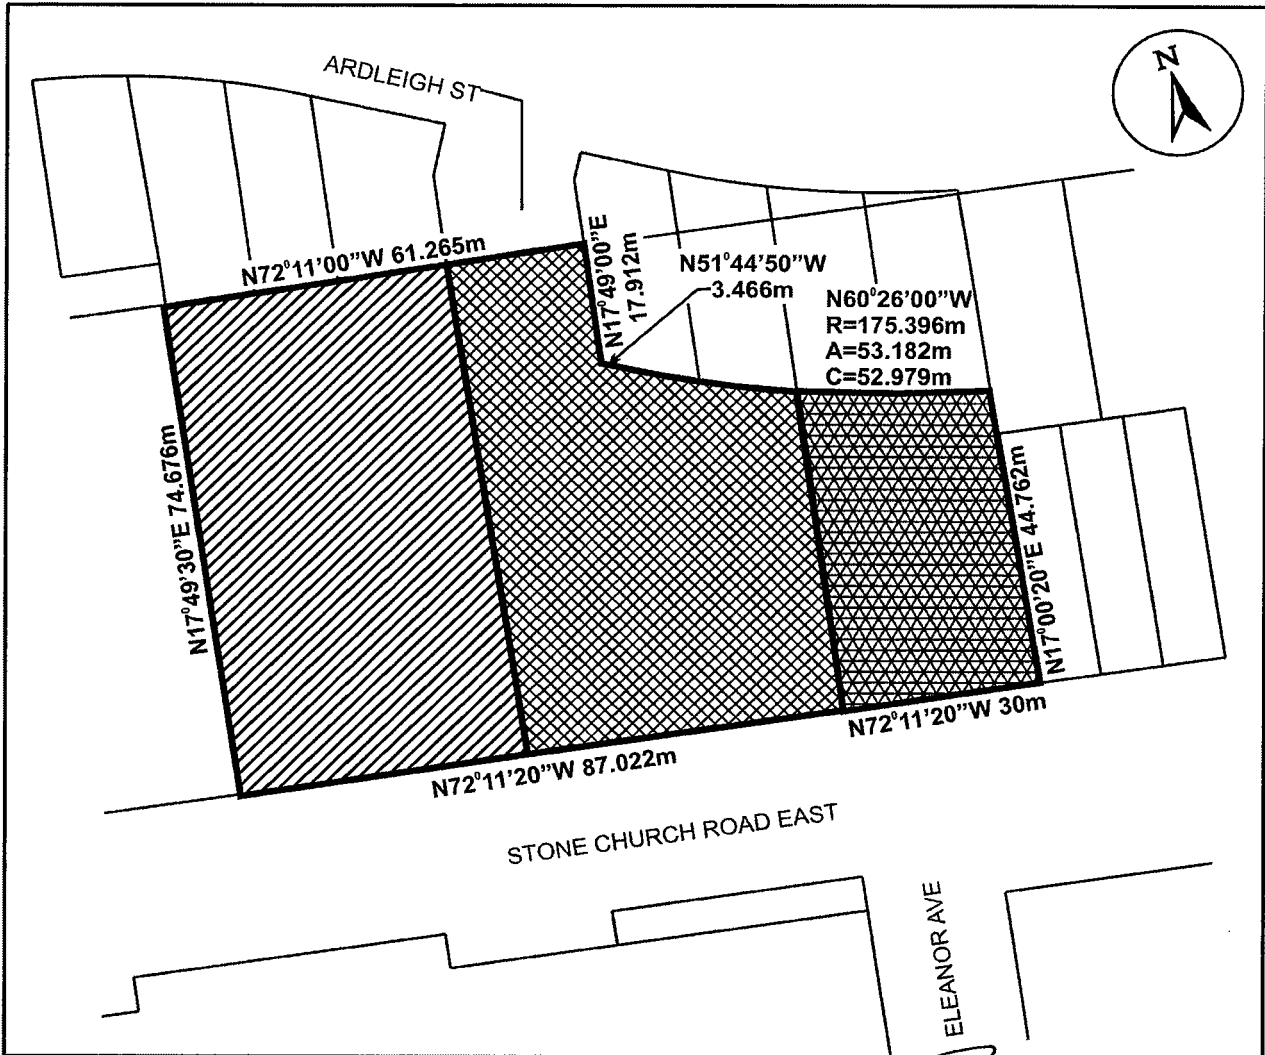 N
ARDLEIGH ST
N72°11'00"W 61.265m
N17°49'00"E
17.912m
N51°44'50"W
3.466m
N60°26'00"W
R=175.396m
A=53.182m
C=52.979m
N17°49'30"E 74.676m
N17°00'20"E 44.762m
N72°11'20"W 30m
N72°11'20"W 87.022m
STONE CHURCH ROAD EAST
ELEANOR AVE